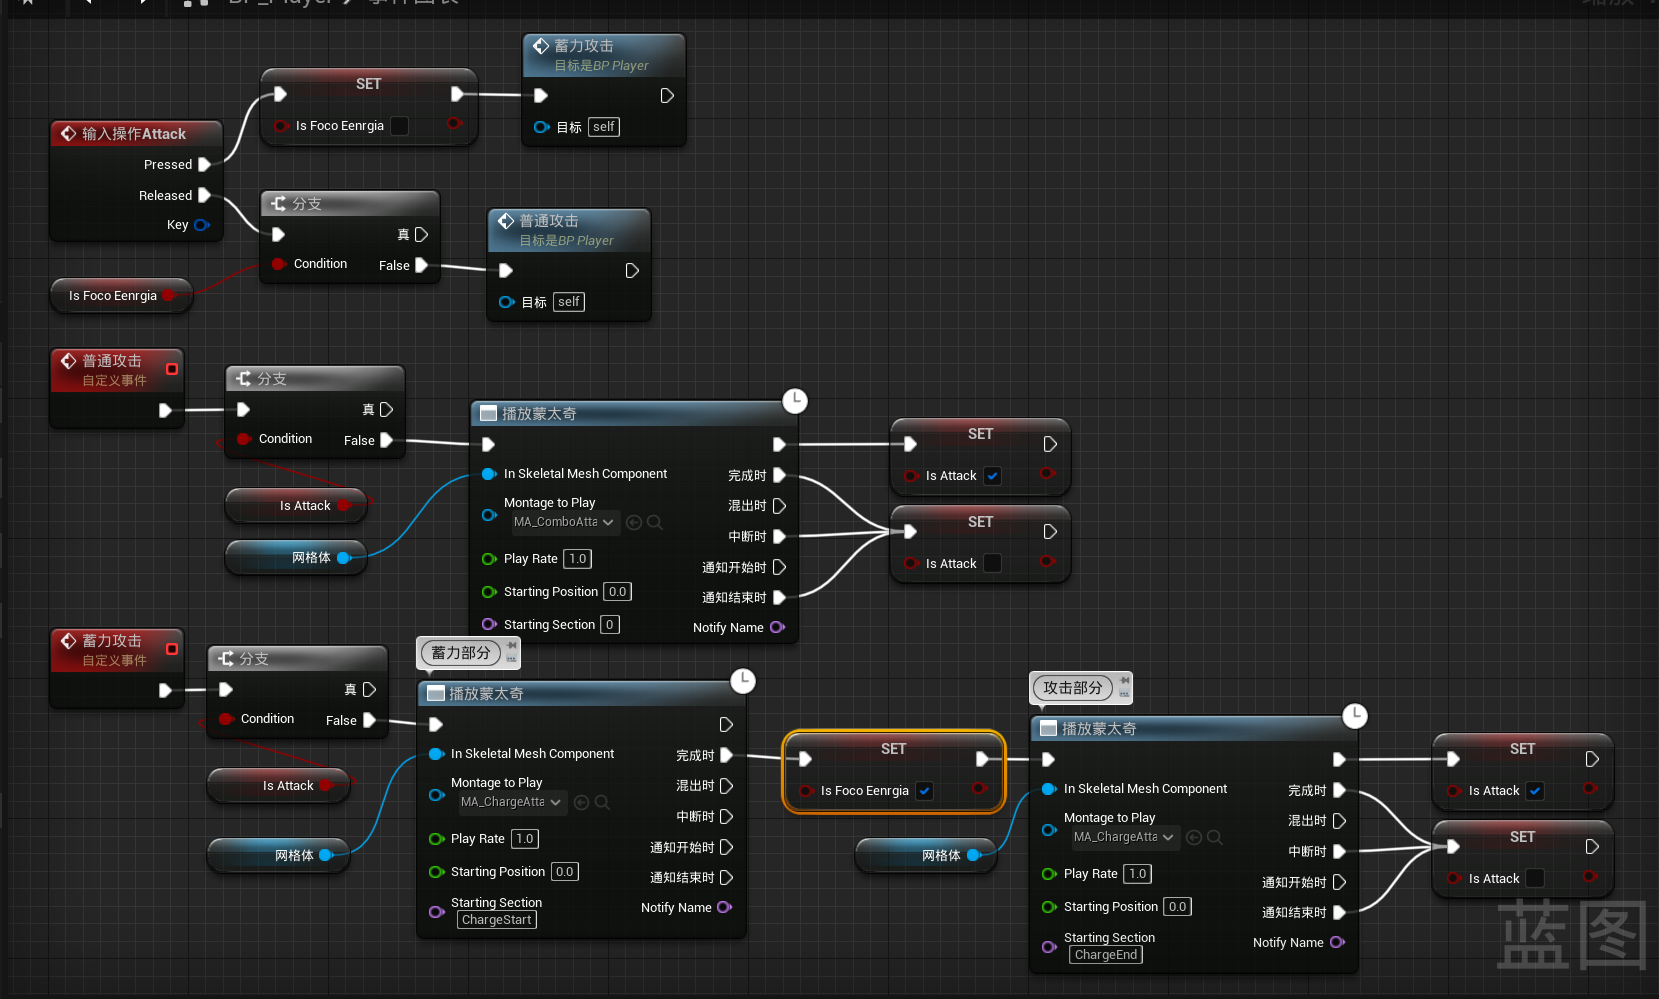 BP_Player > 事件图表
缩放
SET
Is Foco Eenrgia
蓄力攻击
目标是BP Player
目标 self
输入操作Attack
Pressed
Released
Key
分支
真
Condition
False
Is Foco Eenrgia
普通攻击
目标是BP Player
目标 self
普通攻击
自定义事件
分支
真
Condition
False
Is Attack
网格体
播放蒙太奇
In Skeletal Mesh Component
完成时
Montage to Play
MA_ComboAtta
混出时
中断时
Play Rate 1.0
通知开始时
Starting Position 0.0
通知结束时
Starting Section 0
Notify Name
SET
Is Attack
SET
Is Attack
蓄力攻击
自定义事件
分支
真
Condition
False
Is Attack
网格体
蓄力部分
播放蒙太奇
In Skeletal Mesh Component
完成时
Montage to Play
MA_ChargeAtta
混出时
中断时
Play Rate 1.0
通知开始时
Starting Position 0.0
通知结束时
Starting Section
ChargeStart
Notify Name
SET
Is Foco Eenrgia
网格体
攻击部分
播放蒙太奇
In Skeletal Mesh Component
完成时
Montage to Play
MA_ChargeAtta
混出时
中断时
Play Rate 1.0
通知开始时
Starting Position 0.0
通知结束时
Starting Section
ChargeEnd
Notify Name
SET
Is Attack
SET
Is Attack
蓝图